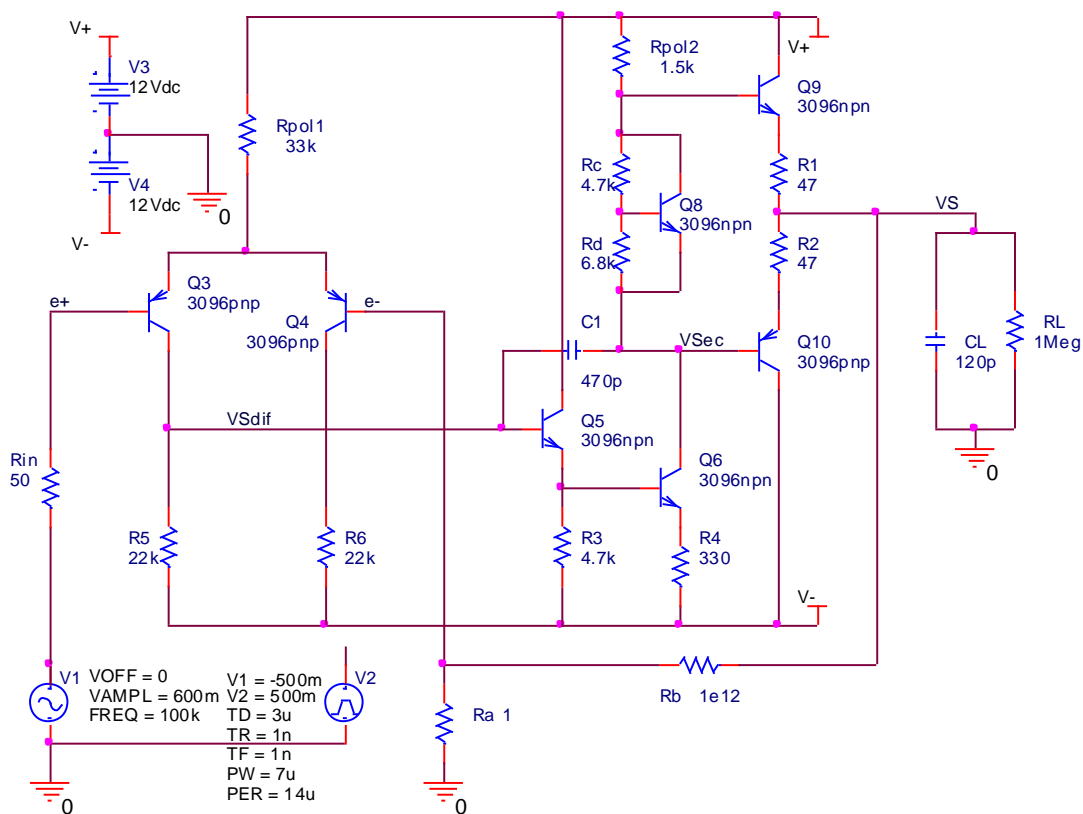 V+
V3
12Vdc
V4
12Vdc
V-
0
Rpol1
33k
Rpol2
1.5k
V+
Q9
3096npn
Rc
4.7k
Q8
3096npn
Rd
6.8k
R1
47
R2
47
VS
CL
120p
RL
1Meg
0
Q3
3096pnp
Q4
3096pnp
e+
e-
C1
470p
VSec
Q10
3096pnp
VSdif
Q5
3096npn
Q6
3096npn
Rin
50
R5
22k
R6
22k
R3
4.7k
R4
330
V-
V1
VOFF = 0
VAMPL = 600m
FREQ = 100k
V1 = -500m
V2 = 500m
TD = 3u
TR = 1n
TF = 1n
PW = 7u
PER = 14u
V2
Ra 1
Rb 1e12
0
0